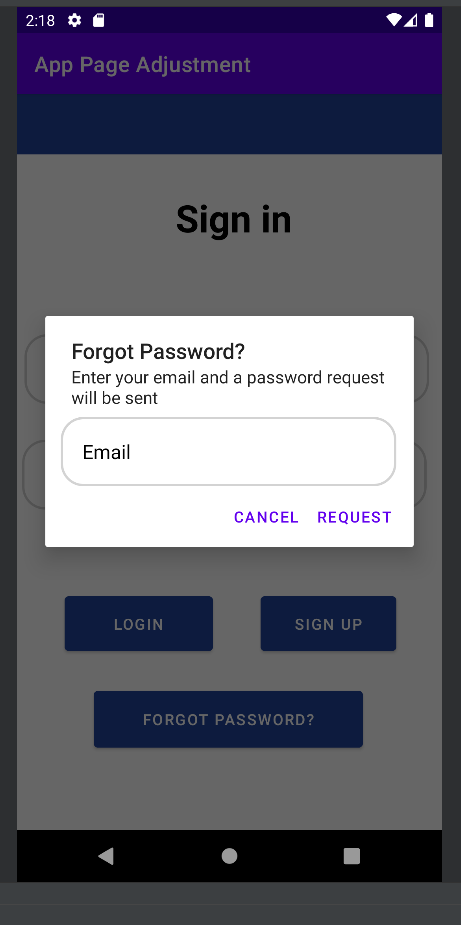 2:18
App Page Adjustment
Sign in
Forgot Password?
Enter your email and a password request
will be sent
Email
CANCEL REQUEST
LOGIN SIGN UP
FORGOT PASSWORD?